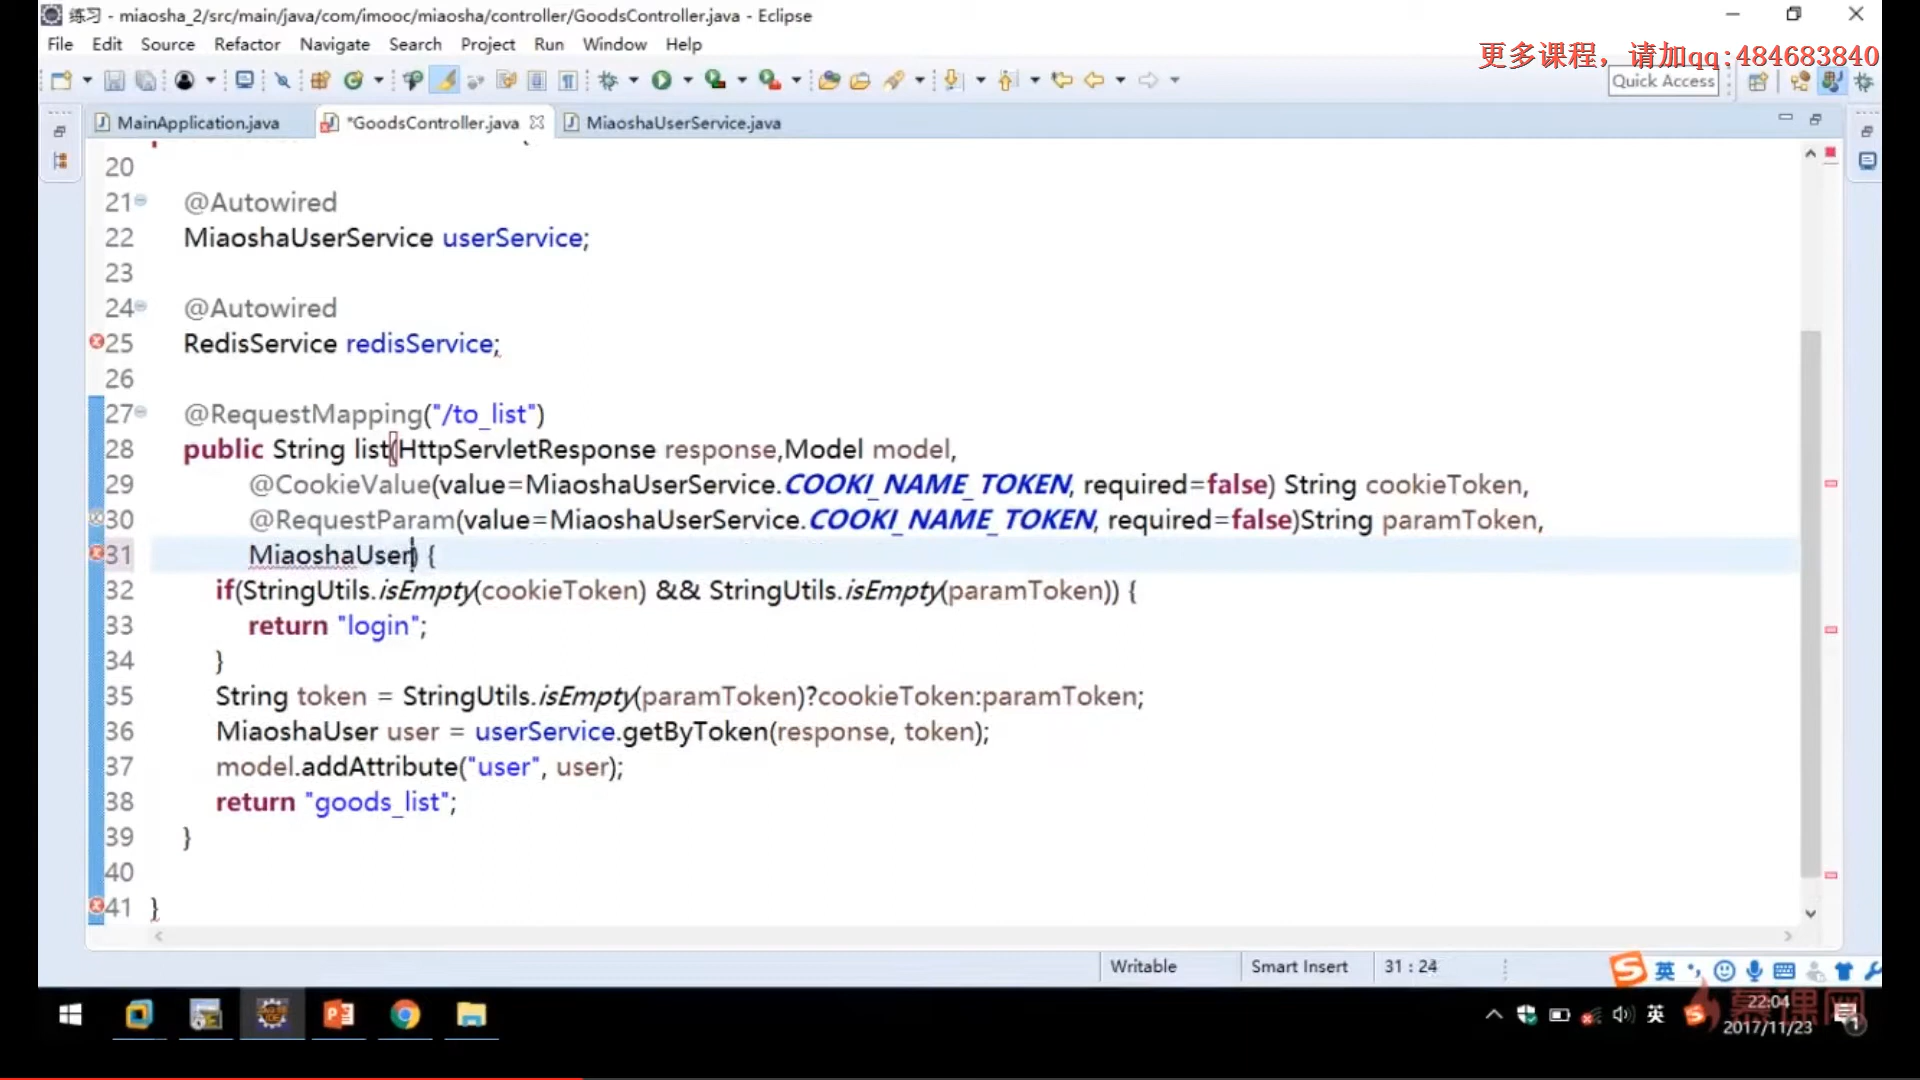 练习 - miaosha_2/src/main/java/com/imooc/miaosha/controller/GoodsController.java - Eclipse
File Edit Source Refactor Navigate Search Project Run Window Help
更多课程，请加qq:484683840
Quick Access
MainApplication.java *GoodsController.java MiaoshaUserService.java
20
21 @Autowired
22 MiaoshaUserService userService;
23
24 @Autowired
25 RedisService redisService;
26
27 @RequestMapping("/to_list")
28 public String list(HttpServletResponse response,Model model,
29 @CookieValue(value=MiaoshaUserService.COOKI_NAME_TOKEN, required=false) String cookieToken,
30 @RequestParam(value=MiaoshaUserService.COOKI_NAME_TOKEN, required=false)String paramToken,
31 MiaoshaUser) {
32 if(StringUtils.isEmpty(cookieToken) && StringUtils.isEmpty(paramToken)) {
33 return "login";
34 }
35 String token = StringUtils.isEmpty(paramToken)?cookieToken:paramToken;
36 MiaoshaUser user = userService.getByToken(response, token);
37 model.addAttribute("user", user);
38 return "goods_list";
39 }
40
41 }
Writable Smart Insert 31 : 24
英
英
22:04
2017/11/23
慕课网
1